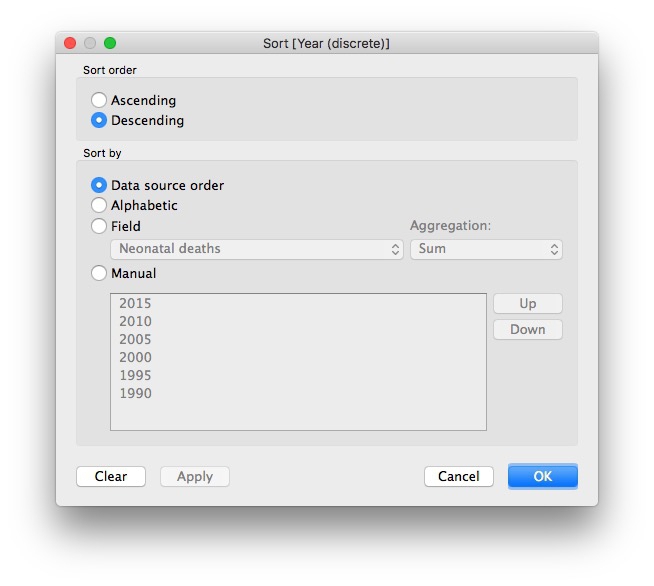 Sort [Year (discrete)]
Sort order
Ascending
Descending
Sort by
Data source order
Alphabetic
Field
Aggregation:
Neonatal deaths
Sum
Manual
2015
2010
2005
2000
1995
1990
Up
Down
Clear
Apply
Cancel
OK